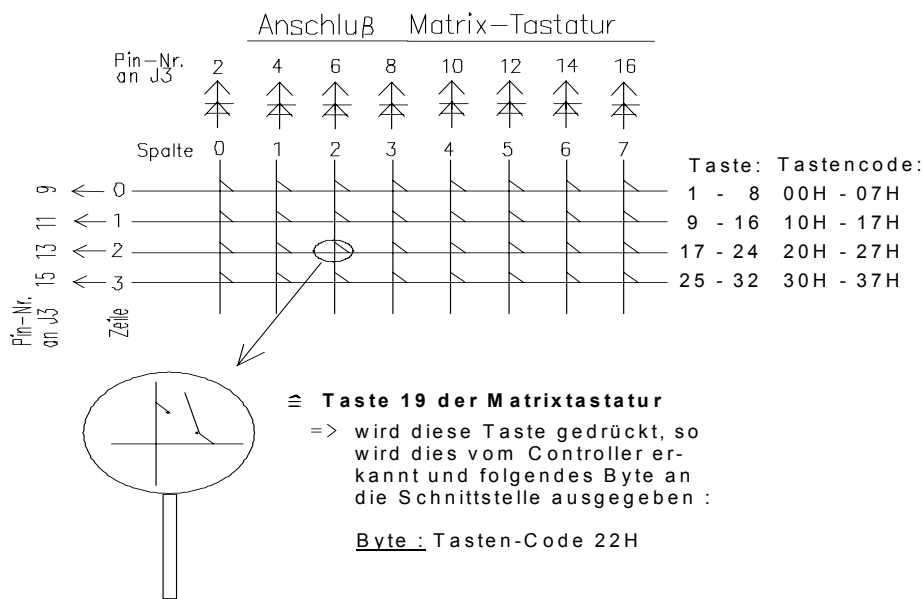 Anschluß Matrix-Tastatur
Pin-Nr. an J3
2 4 6 8 10 12 14 16
Spalte 0 1 2 3 4 5 6 7
Taste: Tastencode:
9 0 1 - 8 00H - 07H
11 1 9 - 16 10H - 17H
13 2 17 - 24 20H - 27H
15 3 25 - 32 30H - 37H
Pin-Nr. an J3
Zeile
≙ Taste 19 der Matrixtastatur
=> wird diese Taste gedrückt, so
wird dies vom Controller er-
kannt und folgendes Byte an
die Schnittstelle ausgegeben :
Byte : Tasten-Code 22H